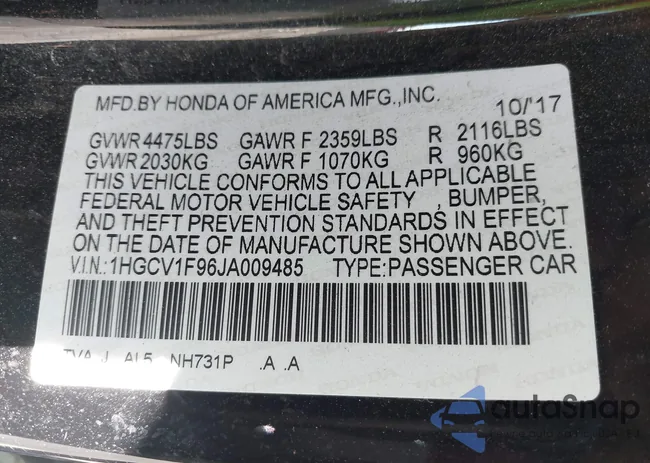 MFD.BY HONDA OF AMERICA MFG.,INC. 10/'17
GVWR 4475LBS GAWR F 2359LBS R 2116LBS
GVWR 2030KG GAWR F 1070KG R 960KG
THIS VEHICLE CONFORMS TO ALL APPLICABLE
FEDERAL MOTOR VEHICLE SAFETY , BUMPER,
AND THEFT PREVENTION STANDARDS IN EFFECT
ON THE DATE OF MANUFACTURE SHOWN ABOVE.
V.I.N.:1HGCV1F96JA009485 TYPE:PASSENGER CAR
TVA J AL5 NH731P .A .A
autoSnap